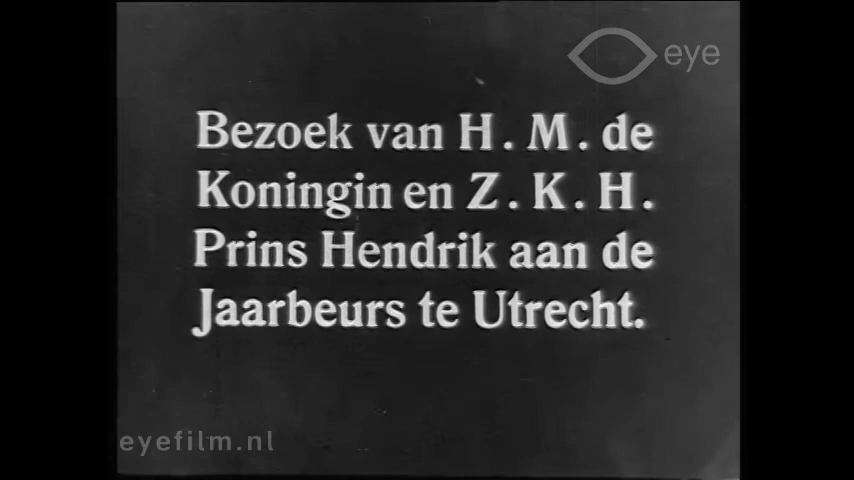 eye
Bezoek van H. M. de
Koningin en Z. K. H.
Prins Hendrik aan de
Jaarbeurs te Utrecht.
eyefilm.nl